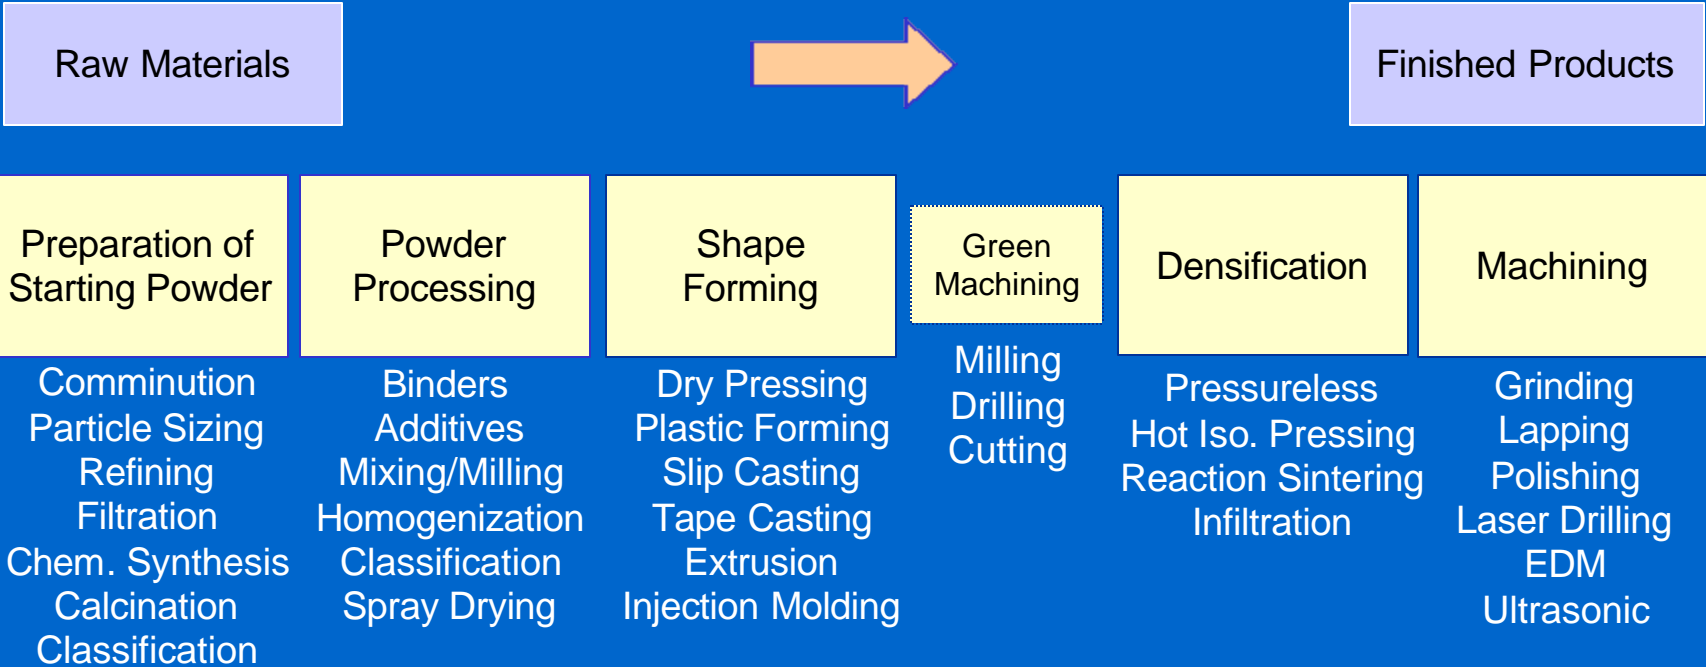 Raw Materials
Finished Products
Preparation of
Starting Powder
Comminution
Particle Sizing
Refining
Filtration
Chem. Synthesis
Calcination
Classification
Powder
Processing
Binders
Additives
Mixing/Milling
Homogenization
Classification
Spray Drying
Shape
Forming
Dry Pressing
Plastic Forming
Slip Casting
Tape Casting
Extrusion
Injection Molding
Green
Machining
Milling
Drilling
Cutting
Densification
Pressureless
Hot Iso. Pressing
Reaction Sintering
Infiltration
Machining
Grinding
Lapping
Polishing
Laser Drilling
EDM
Ultrasonic